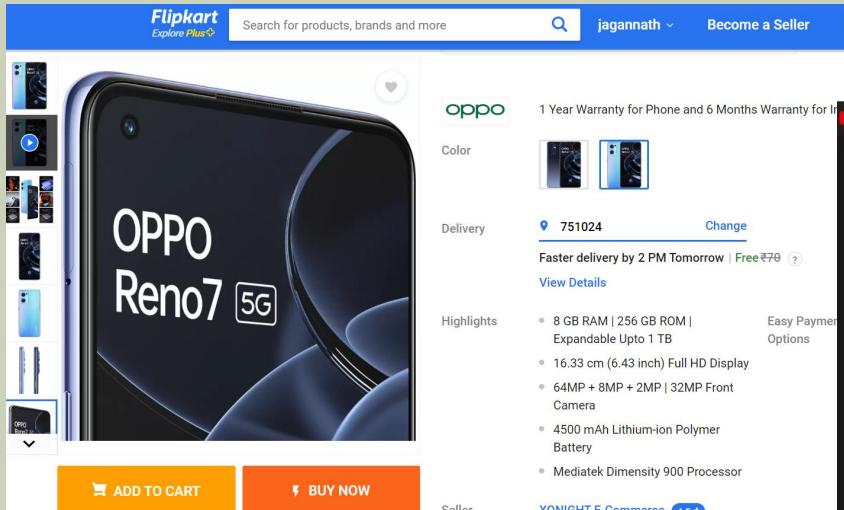 Flipkart
Explore Plus
Search for products, brands and more
jagannath
Become a Seller
OPPO
Reno7 5G
ADD TO CART
BUY NOW
oppo
1 Year Warranty for Phone and 6 Months Warranty for
Color
Delivery
751024
Change
Faster delivery by 2 PM Tomorrow | Free ₹70 ?
View Details
Highlights
8 GB RAM | 256 GB ROM |
Expandable Upto 1 TB
16.33 cm (6.43 inch) Full HD Display
64MP + 8MP + 2MP | 32MP Front
Camera
4500 mAh Lithium-ion Polymer
Battery
Mediatek Dimensity 900 Processor
Easy
Options
Seller